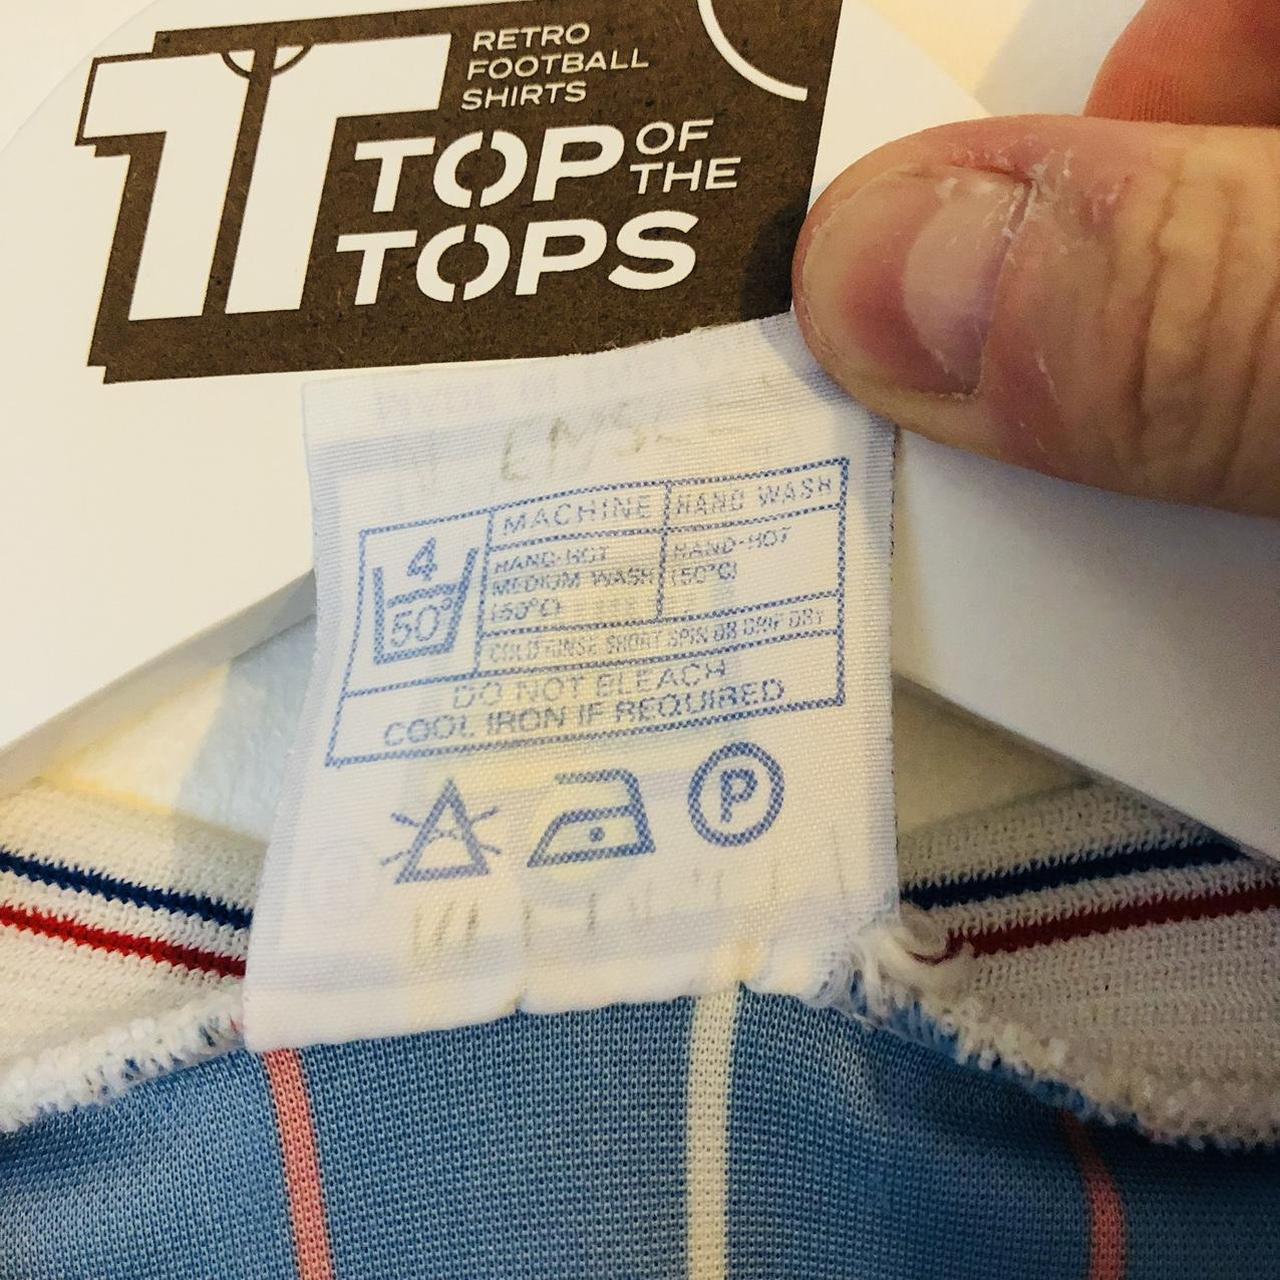 RETRO
FOOTBALL
SHIRTS
TOP OF THE
TOPS
4
50°
MACHINE
HAND WASH
HAND-HOT
MEDIUM WASH
(50°C)
HAND-HOT
(50°C)
COLD RINSE SHORT SPIN OR DRIP DRY
DO NOT BLEACH
COOL IRON IF REQUIRED
P